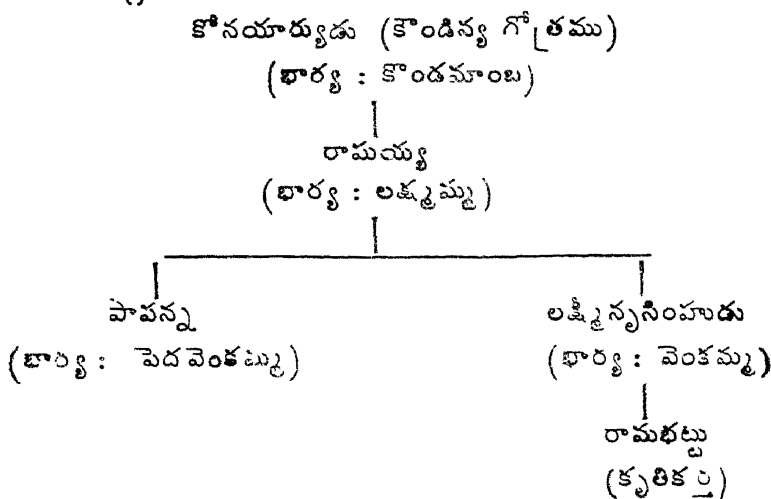 కోనయార్యుడు (కౌండిన్య గోత్రము)
(భార్య : కొండమాంబ)
రామయ్య
(భార్య : లక్ష్మమ్మ)
పాపన్న లక్ష్మీనృసింహుడు
(భార్య : పెదవెంకమ్మ) (భార్య : వెంకమ్మ)
రామభట్టు
(కృతికర్త)